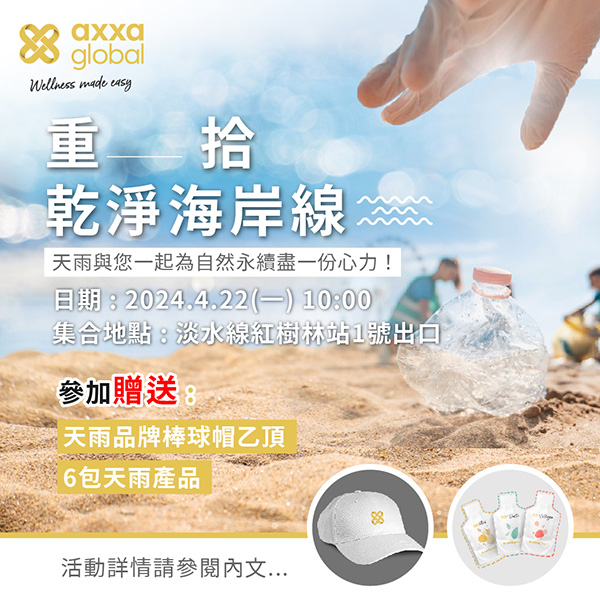 axxa
global
Wellness made easy
重 拾
乾淨海岸線
天雨與您一起為自然永續盡一份心力！
日期：2024.4.22(一) 10:00
集合地點：淡水線紅樹林站1號出口
參加贈送：
天雨品牌棒球帽乙頂
6包天雨產品
活動詳情請參閱內文...